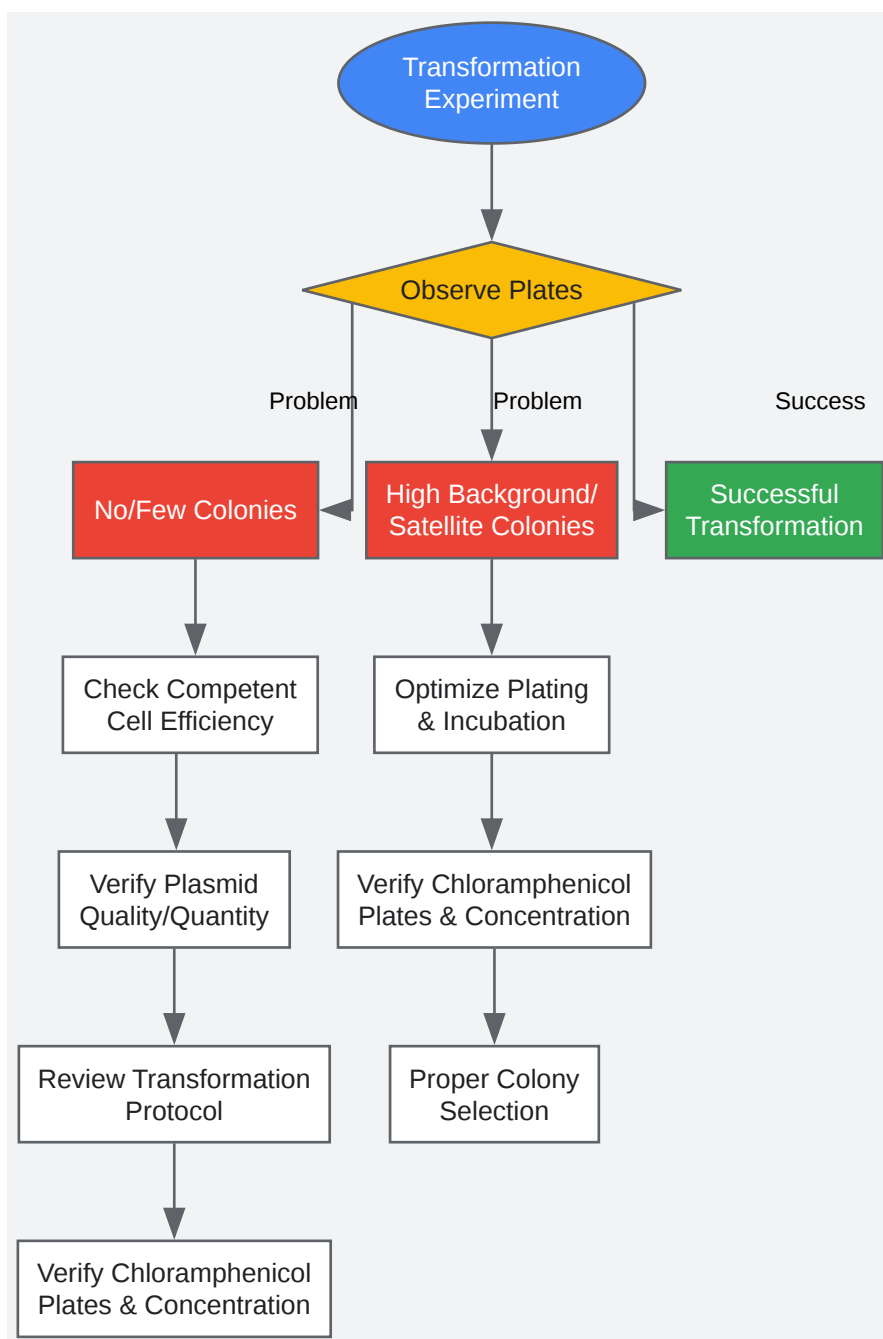 Transformation
Experiment
Observe Plates
Problem
Problem
Success
No/Few Colonies
High Background/
Satellite Colonies
Successful
Transformation
Check Competent
Cell Efficiency
Optimize Plating
& Incubation
Verify Plasmid
Quality/Quantity
Verify Chloramphenicol
Plates & Concentration
Review Transformation
Protocol
Proper Colony
Selection
Verify Chloramphenicol
Plates & Concentration